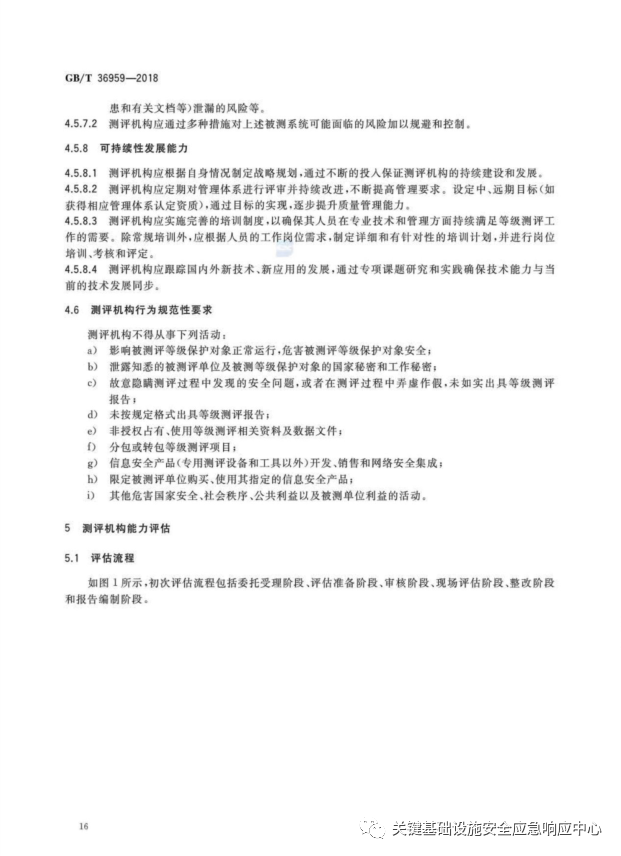 GB/T 36959—2018
患和有关文档等)泄漏的风险等。
4.5.7.2 测评机构应通过多种措施对上述被测系统可能面临的风险加以规避和控制。
4.5.8 可持续性发展能力
4.5.8.1 测评机构应根据自身情况制定战略规划,通过不断的投入保证测评机构的持续建设和发展。
4.5.8.2 测评机构应定期对管理体系进行评审并持续改进,不断提高管理要求。设定中、远期目标(如
获得相应管理体系认定资质),通过目标的实现,逐步提升质量管理能力。
4.5.8.3 测评机构应实施完善的培训制度,以确保其人员在专业技术和管理方面持续满足等级测评工
作的需要。除常规培训外,应根据人员的工作岗位需求,制定详细和有针对性的培训计划,并进行岗位
培训、考核和评定。
4.5.8.4 测评机构应跟踪国内外新技术、新应用的发展,通过专项课题研究和实践确保技术能力与当
前的技术发展同步。
4.6 测评机构行为规范性要求
测评机构不得从事下列活动:
a) 影响被测评等级保护对象正常运行,危害被测评等级保护对象安全;
b) 泄露知悉的被测评单位及被测等级保护对象的国家秘密和工作秘密;
c) 故意隐瞒测评过程中发现的安全问题,或者在测评过程中弄虚作假,未如实出具等级测评
报告;
d) 未按规定格式出具等级测评报告;
e) 非授权占有、使用等级测评相关资料及数据文件;
f) 分包或转包等级测评项目;
g) 信息安全产品(专用测评设备和工具以外)开发、销售和网络安全集成;
h) 限定被测评单位购买、使用其指定的信息安全产品;
i) 其他危害国家安全、社会秩序、公共利益以及被测单位利益的活动。
5 测评机构能力评估
5.1 评估流程
如图 1 所示,初次评估流程包括委托受理阶段、评估准备阶段、审核阶段、现场评估阶段、整改阶段
和报告编制阶段。
16
关键基础设施安全应急响应中心